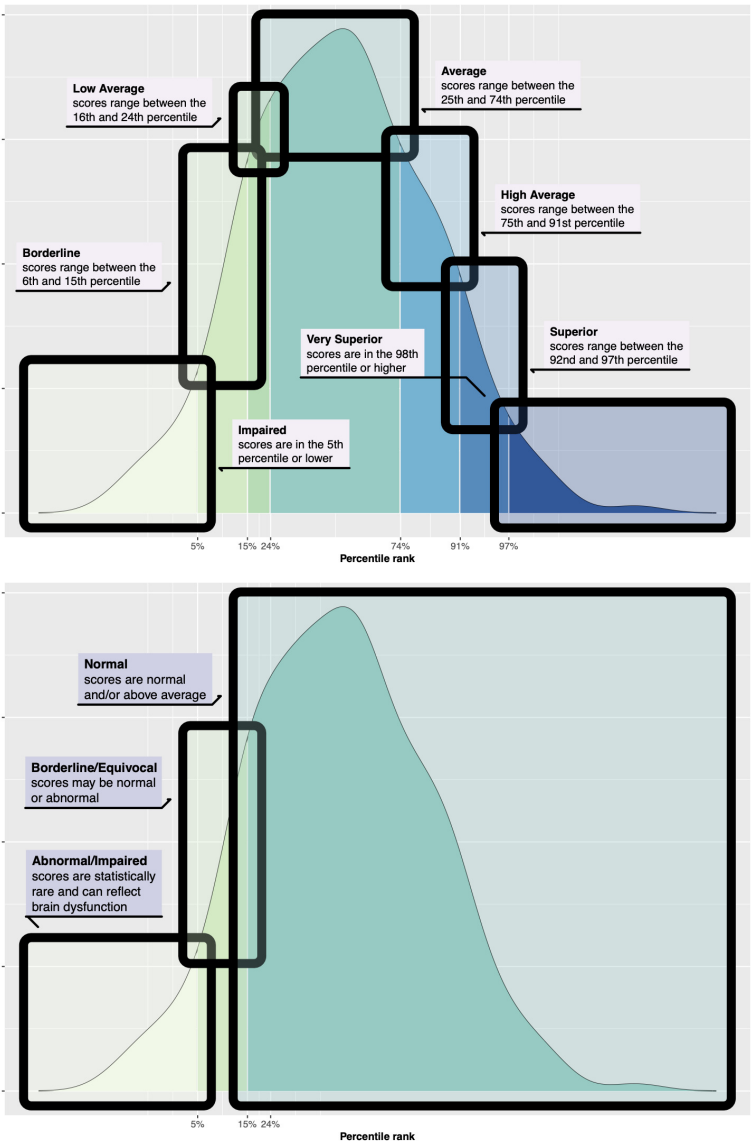 Low Average
scores range between the
16th and 24th percentile
Average
scores range between the
25th and 74th percentile
High Average
scores range between the
75th and 91st percentile
Borderline
scores range between the
6th and 15th percentile
Very Superior
scores are in the 98th
percentile or higher
Superior
scores range between the
92nd and 97th percentile
Impaired
scores are in the 5th
percentile or lower
5% 15% 24% 74% 91% 97%
Percentile rank
Normal
scores are normal
and/or above average
Borderline/Equivocal
scores may be normal
or abnormal
Abnormal/Impaired
scores are statistically
rare and can reflect
brain dysfunction
5% 15% 24%
Percentile rank